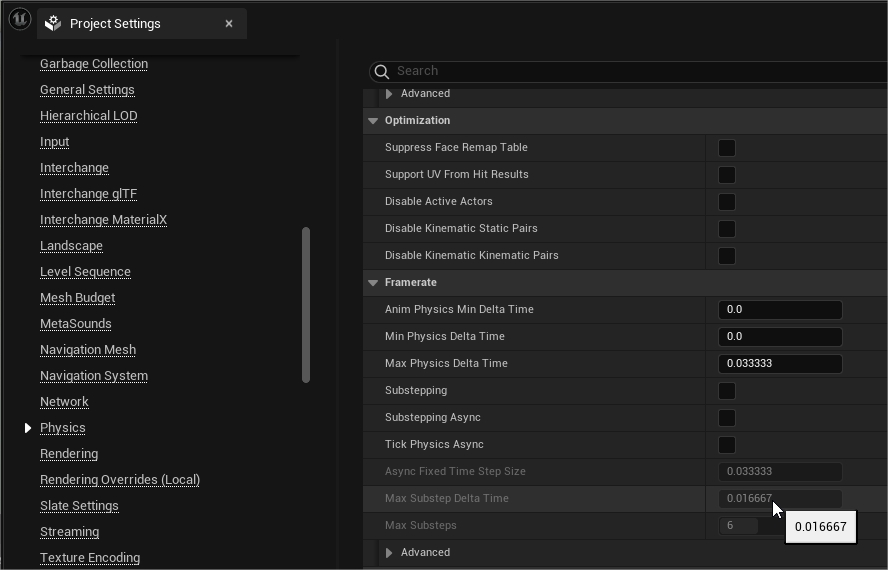 Project Settings
Garbage Collection
General Settings
Hierarchical LOD
Input
Interchange
Interchange glTF
Interchange MaterialX
Landscape
Level Sequence
Mesh Budget
MetaSounds
Navigation Mesh
Navigation System
Network
Physics
Rendering
Rendering Overrides (Local)
Slate Settings
Streaming
Texture Encoding
Search
Advanced
Optimization
Suppress Face Remap Table
Support UV From Hit Results
Disable Active Actors
Disable Kinematic Static Pairs
Disable Kinematic Kinematic Pairs
Framerate
Anim Physics Min Delta Time 0.0
Min Physics Delta Time 0.0
Max Physics Delta Time 0.033333
Substepping
Substepping Async
Tick Physics Async
Async Fixed Time Step Size 0.033333
Max Substep Delta Time 0.016667
Max Substeps 6
0.016667
Advanced